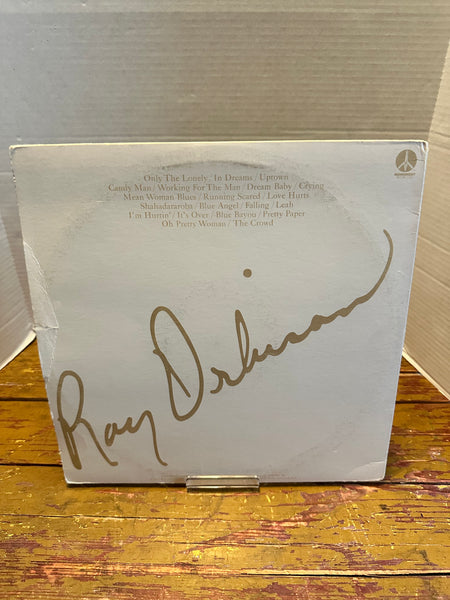 Only The Lonely / In Dreams / Uptown
Candy Man / Working For The Man / Dream Baby / Crying
Mean Woman Blues / Running Scared / Love Hurts
Shahadararoba / Blue Angel / Falling / Leah
I'm Hurtin' / It's Over / Blue Bayou / Pretty Paper
Oh Pretty Woman / The Crowd
Roy Orbison